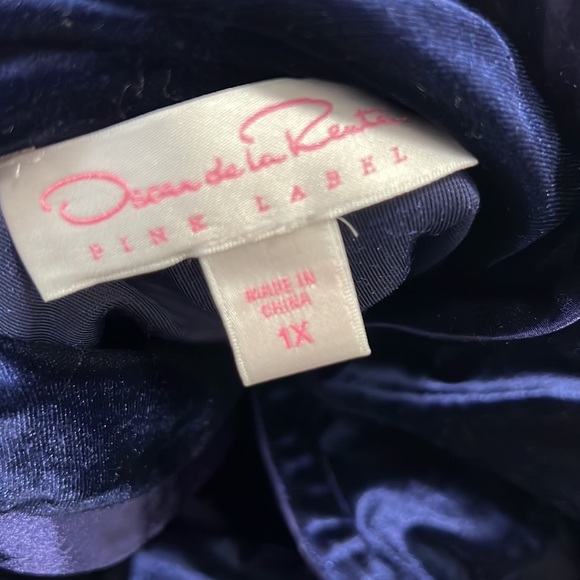 Oscar de la Renta
PINK LABEL
MADE IN
CHINA
1X